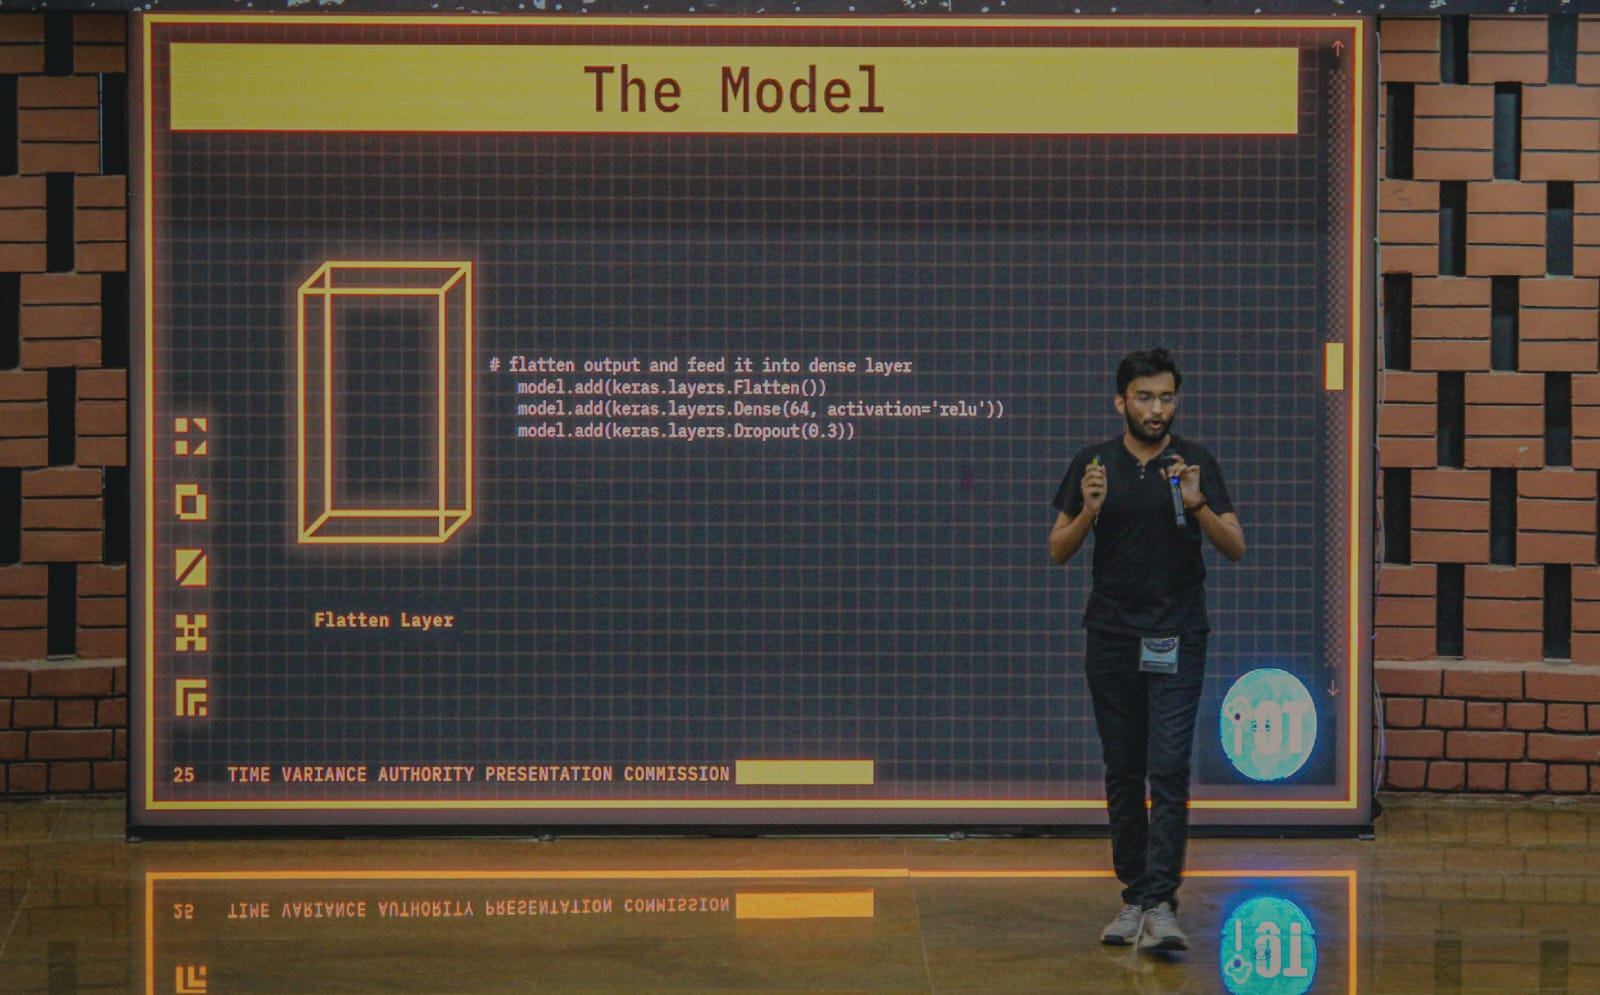 The Model
# flatten output and feed it into dense layer
model.add(keras.layers.Flatten())
model.add(keras.layers.Dense(64, activation='relu'))
model.add(keras.layers.Dropout(0.3))
Flatten Layer
25 TIME VARIANCE AUTHORITY PRESENTATION COMMISSION
iOT